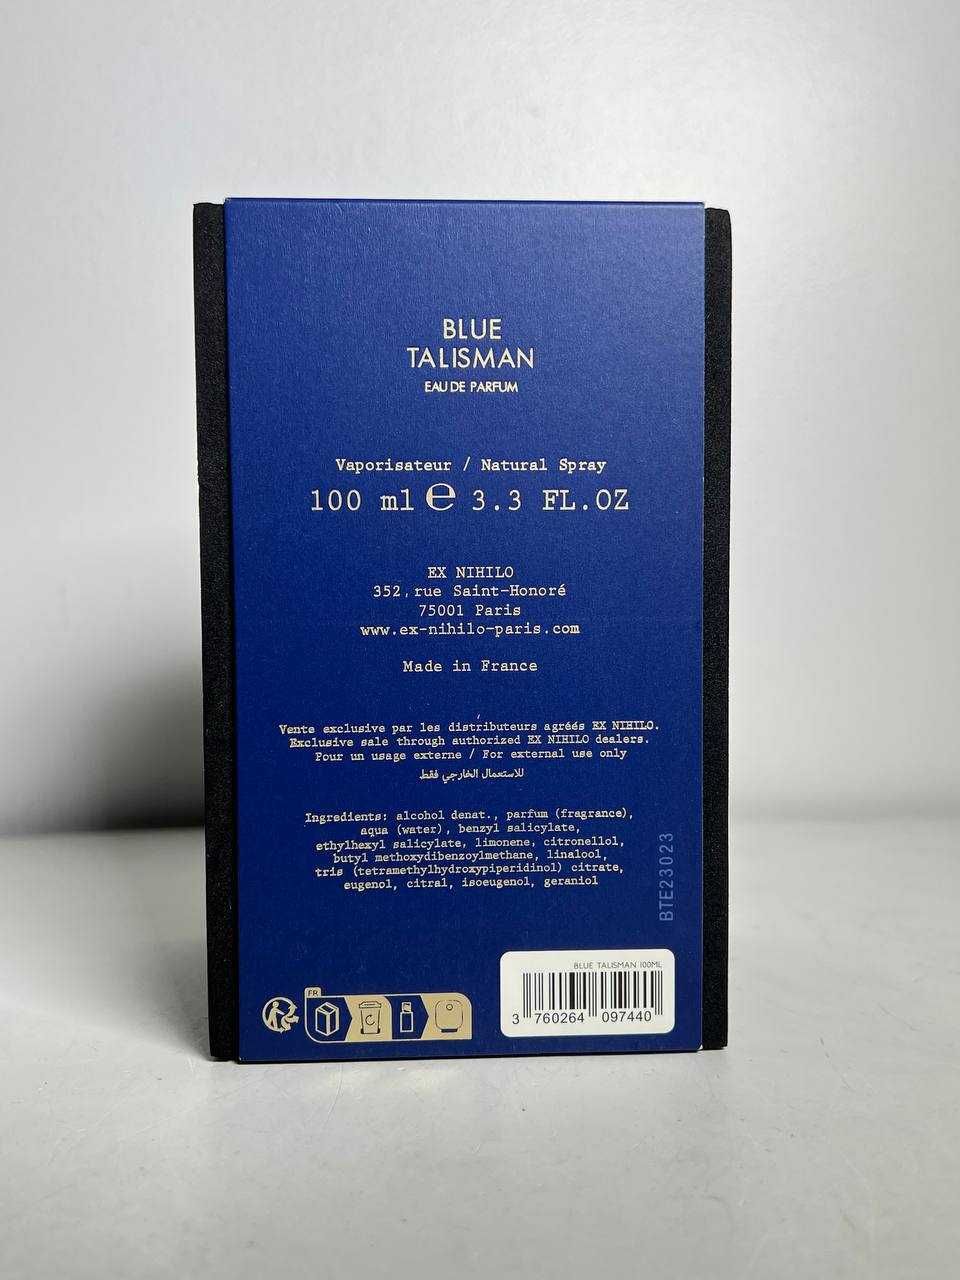 BLUE
TALISMAN
EAU DE PARFUM
Vaporisateur / Natural Spray
100 ml ℮ 3.3 FL.OZ
EX NIHILO
352, rue Saint-Honoré
75001 Paris
www.ex-nihilo-paris.com
Made in France
Vente exclusive par les distributeurs agréés EX NIHILO.
Exclusive sale through authorized EX NIHILO dealers.
Pour un usage externe / For external use only
للاستعمال الخارجي فقط
Ingredients: alcohol denat., parfum (fragrance),
aqua (water), benzyl salicylate,
ethylhexyl salicylate, limonene, citronellol,
butyl methoxydibenzoylmethane, linalool,
tris (tetramethylhydroxypiperidinol) citrate,
eugenol, citral, isoeugenol, geraniol
BTE23023
BLUE TALISMAN 100ML
3 760264 097440
FR